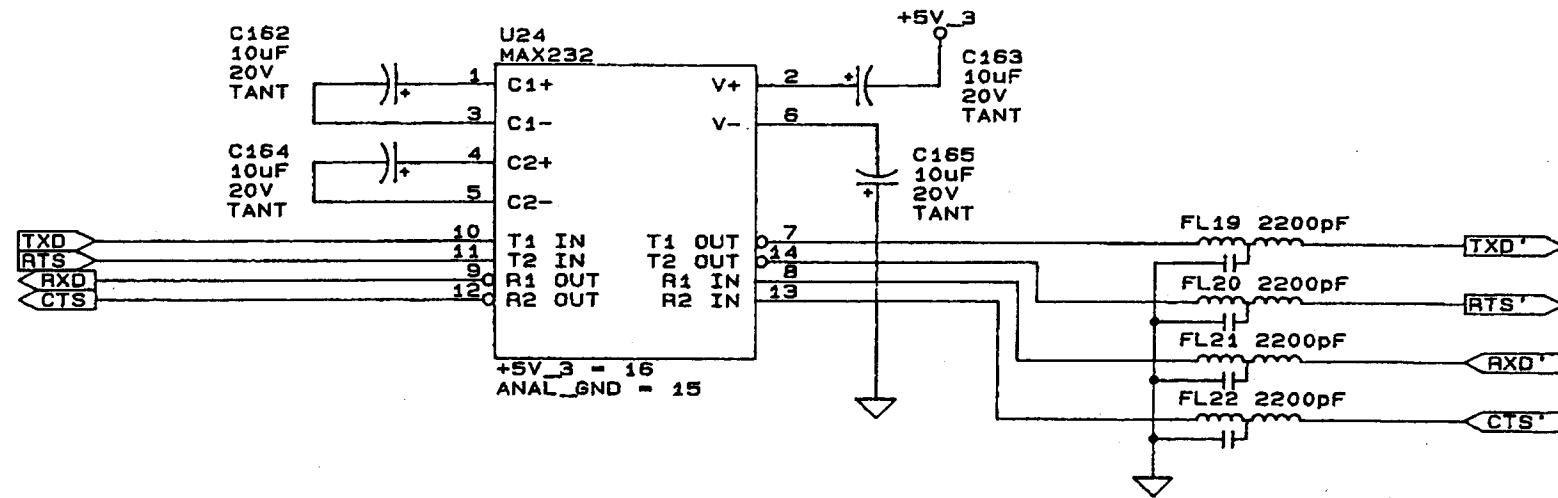 C162
10uF
20V
TANT
U24
MAX232
+5V_3
C163
10uF
20V
TANT
1 C1+ V+ 2
3 C1- V- 6
C164
10uF
20V
TANT
4 C2+
5 C2-
C165
10uF
20V
TANT
TXD 10 T1 IN T1 OUT 7 FL19 2200pF TXD'
RTS 11 T2 IN T2 OUT 14
RXD 9 R1 OUT R1 IN 8
CTS 12 R2 OUT R2 IN 13
FL20 2200pF RTS'
FL21 2200pF RXD'
FL22 2200pF CTS'
+5V_3 = 16
ANAL_GND = 15
+
+
+
+